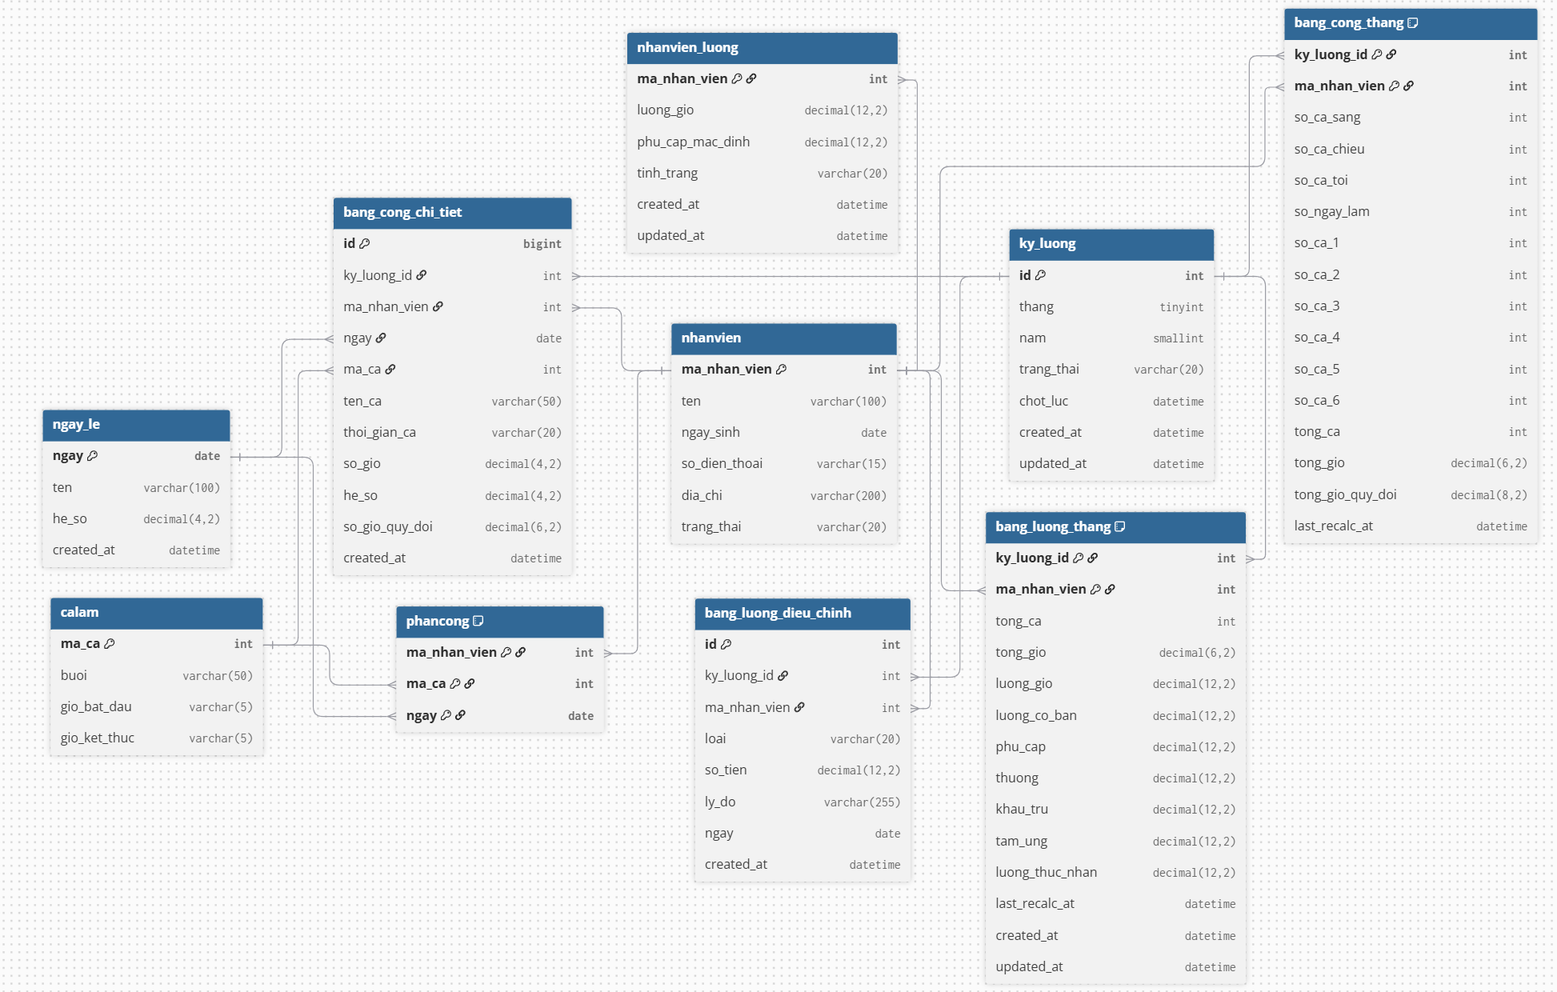 nhanvien_luong
ma_nhan_vien int
luong_gio decimal(12,2)
phu_cap_mac_dinh decimal(12,2)
tinh_trang varchar(20)
created_at datetime
updated_at datetime
bang_cong_thang
ky_luong_id int
ma_nhan_vien int
so_ca_sang int
so_ca_chieu int
so_ca_toi int
so_ngay_lam int
so_ca_1 int
so_ca_2 int
so_ca_3 int
so_ca_4 int
so_ca_5 int
so_ca_6 int
tong_ca int
tong_gio decimal(6,2)
tong_gio_quy_doi decimal(8,2)
last_recalc_at datetime
bang_cong_chi_tiet
id bigint
ky_luong_id int
ma_nhan_vien int
ngay date
ma_ca int
ten_ca varchar(50)
thoi_gian_ca varchar(20)
so_gio decimal(4,2)
he_so decimal(4,2)
so_gio_quy_doi decimal(6,2)
created_at datetime
ky_luong
id int
thang tinyint
nam smallint
trang_thai varchar(20)
chot_luc datetime
created_at datetime
updated_at datetime
nhanvien
ma_nhan_vien int
ten varchar(100)
ngay_sinh date
so_dien_thoai varchar(15)
dia_chi varchar(200)
trang_thai varchar(20)
ngay_le
ngay date
ten varchar(100)
he_so decimal(4,2)
created_at datetime
calam
ma_ca int
buoi varchar(50)
gio_bat_dau varchar(5)
gio_ket_thuc varchar(5)
phancong
ma_nhan_vien int
ma_ca int
ngay date
bang_luong_dieu_chinh
id int
ky_luong_id int
ma_nhan_vien int
loai varchar(20)
so_tien decimal(12,2)
ly_do varchar(255)
ngay date
created_at datetime
bang_luong_thang
ky_luong_id int
ma_nhan_vien int
tong_ca int
tong_gio decimal(6,2)
luong_gio decimal(12,2)
luong_co_ban decimal(12,2)
phu_cap decimal(12,2)
thuong decimal(12,2)
khau_tru decimal(12,2)
tam_ung decimal(12,2)
luong_thuc_nhan decimal(12,2)
last_recalc_at datetime
created_at datetime
updated_at datetime